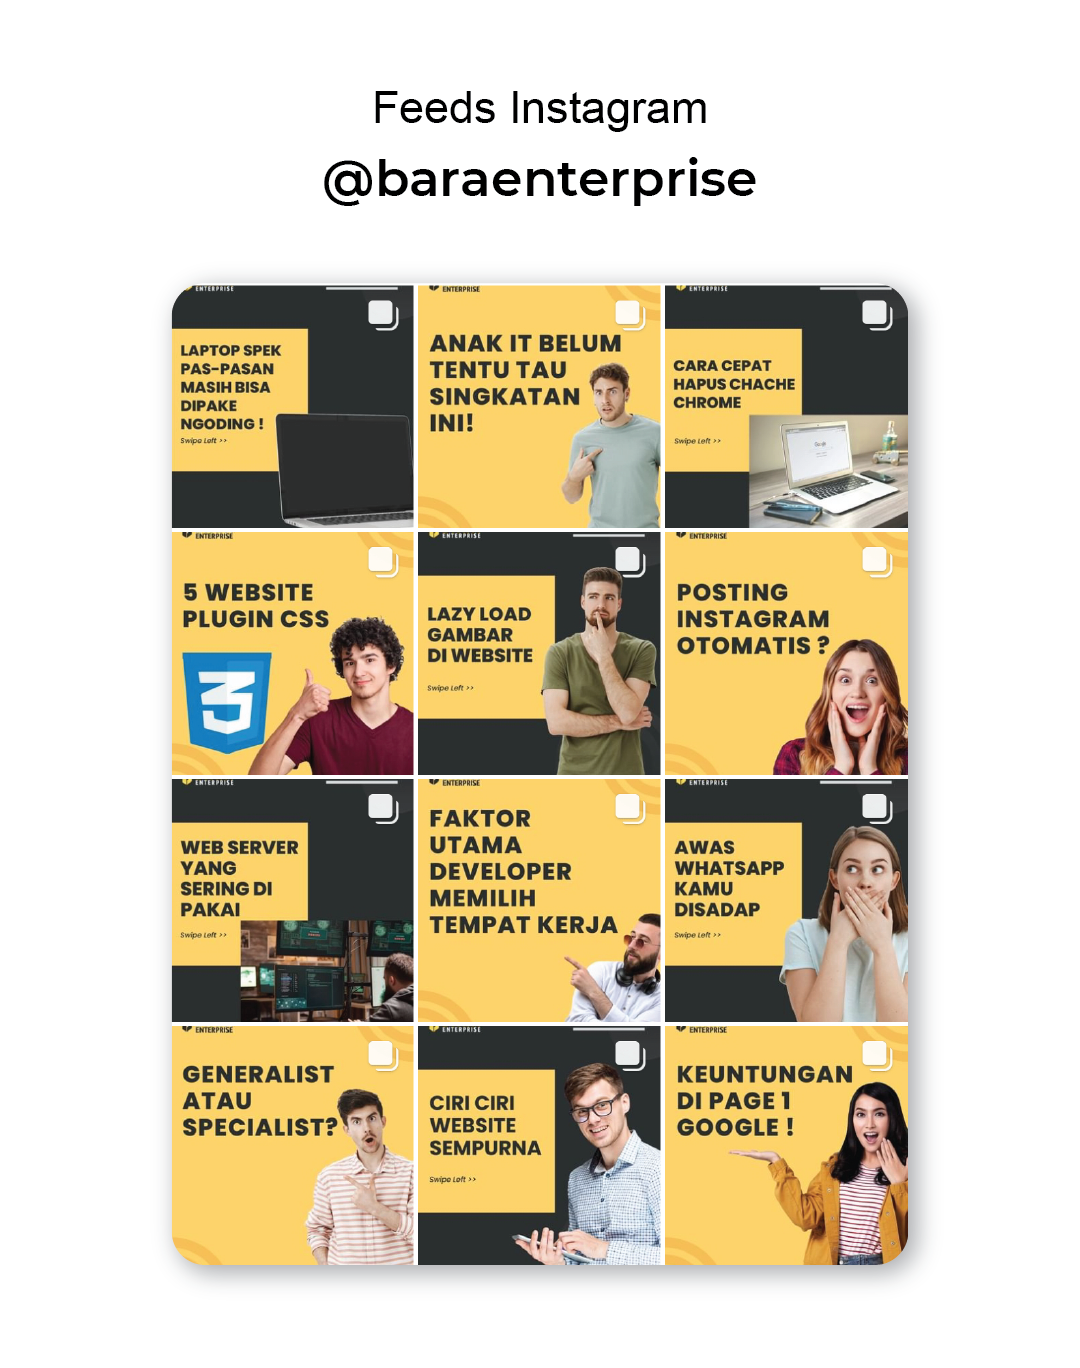 Feeds Instagram
@baraenterprise
ENTERPRISE
LAPTOP SPEK
PAS-PASAN
MASIH BISA
DIPAKE
NGODING !
Swipe Left >>
ENTERPRISE
ANAK IT BELUM
TENTU TAU
SINGKATAN
INI!
ENTERPRISE
CARA CEPAT
HAPUS CHACHE
CHROME
Swipe Left >>
Google
ENTERPRISE
5 WEBSITE
PLUGIN CSS
3
ENTERPRISE
LAZY LOAD
GAMBAR
DI WEBSITE
Swipe Left >>
ENTERPRISE
POSTING
INSTAGRAM
OTOMATIS ?
ENTERPRISE
WEB SERVER
YANG
SERING DI
PAKAI
Swipe Left >>
ENTERPRISE
FAKTOR
UTAMA
DEVELOPER
MEMILIH
TEMPAT KERJA
ENTERPRISE
AWAS
WHATSAPP
KAMU
DISADAP
Swipe Left >>
ENTERPRISE
GENERALIST
ATAU
SPECIALIST?
ENTERPRISE
CIRI CIRI
WEBSITE
SEMPURNA
Swipe Left >>
ENTERPRISE
KEUNTUNGAN
DI PAGE 1
GOOGLE !